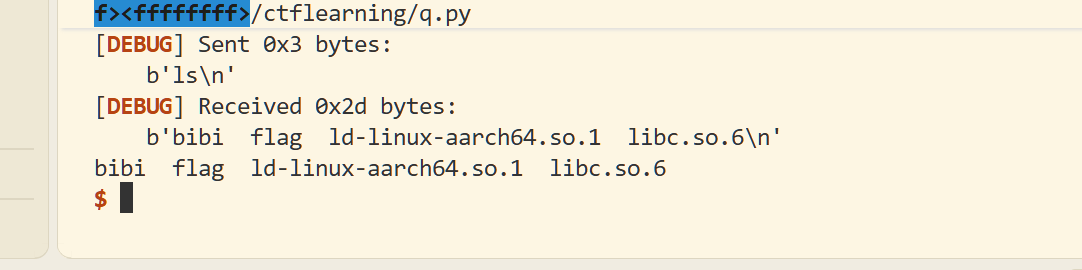 f><ffffffff>/ctflearning/q.py
[DEBUG] Sent 0x3 bytes:
    b'ls\n'
[DEBUG] Received 0x2d bytes:
    b'bibi  flag  ld-linux-aarch64.so.1  libc.so.6\n'
bibi  flag  ld-linux-aarch64.so.1  libc.so.6
$